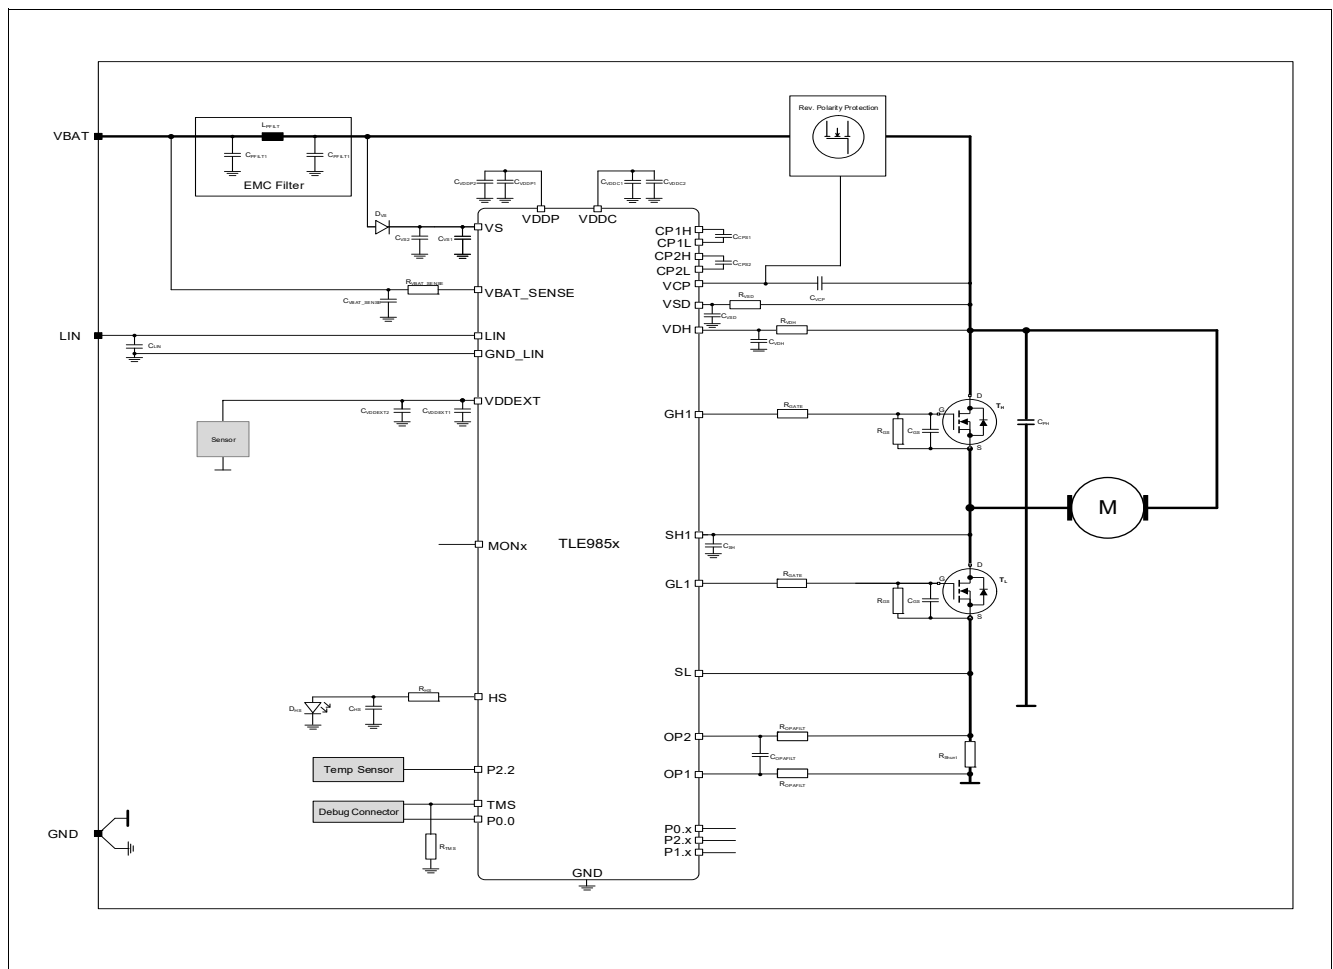 Rev. Polarity Protection
VBAT
LPFILT
CPFILT1
CPFILT1
EMC Filter
CVDDP2
CVDDP1
CVDDC1
CVDDC2
VDDP
VDDC
DVS
CVS2
CVS1
VS
CP1H
CP1L
CCPS1
CP2H
CP2L
CCPS2
VCP
CVCP
RVBAT_SENSE
CVBAT_SENSE
VBAT_SENSE
VSD
RVSD
CVSD
LIN
CLIN
LIN
GND_LIN
VDH
RVDH
CVDH
VDDEXT
CVDDEXT2
CVDDEXT1
Sensor
GH1
RGATE
RGS
CGS
G
D
S
TH
CPH
M
MONx
TLE985x
SH1
CSH
GL1
RGATE
RGS
CGS
G
D
S
TL
SL
DHS
CHS
RHS
HS
OP2
ROPAFILT
COPAFILT
OP1
ROPAFILT
RShunt
Temp Sensor
P2.2
Debug Connector
TMS
P0.0
RTMS
P0.x
P2.x
P1.x
GND
GND